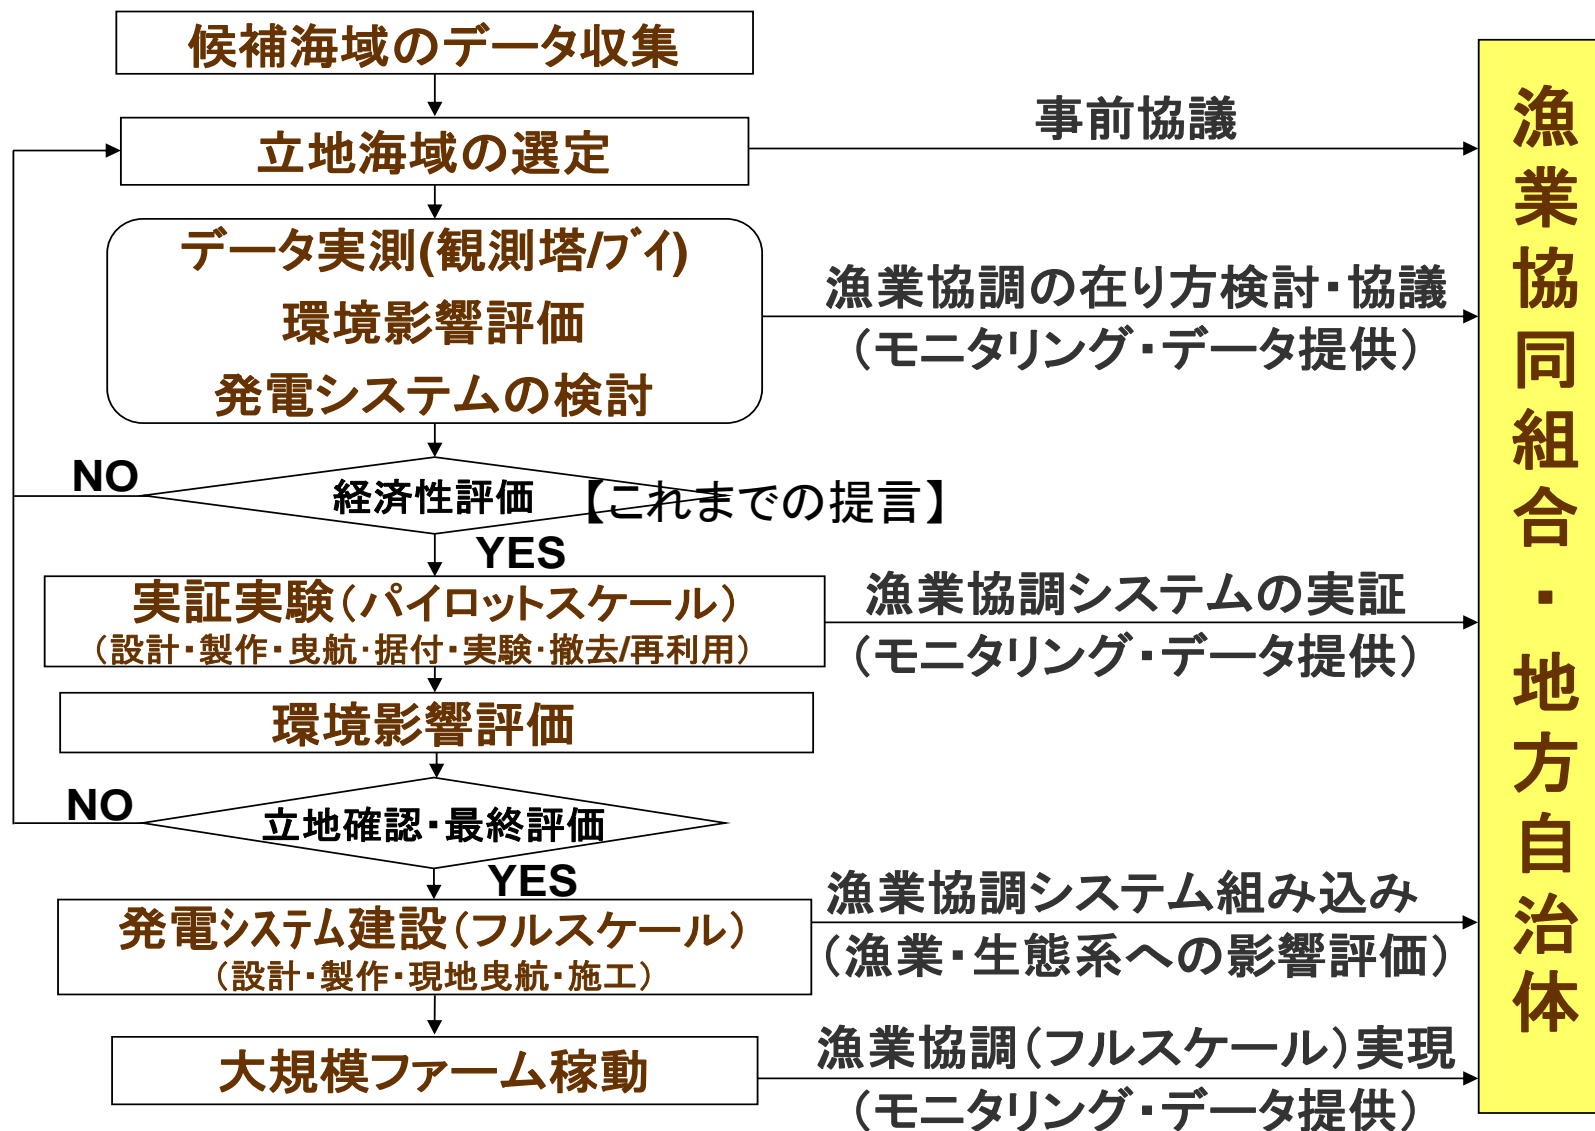 候補海域のデータ収集
立地海域の選定
事前協議
データ実測(観測塔/ブイ)
環境影響評価
発電システムの検討
漁業協調の在り方検討・協議
（モニタリング・データ提供）
NO
経済性評価
【これまでの提言】
YES
実証実験（パイロットスケール）
（設計・製作・曳航・据付・実験・撤去/再利用）
漁業協調システムの実証
（モニタリング・データ提供）
環境影響評価
NO
立地確認・最終評価
YES
発電システム建設（フルスケール）
（設計・製作・現地曳航・施工）
漁業協調システム組み込み
（漁業・生態系への影響評価）
大規模ファーム稼動
漁業協調（フルスケール）実現
（モニタリング・データ提供）
漁業協同組合・地方自治体